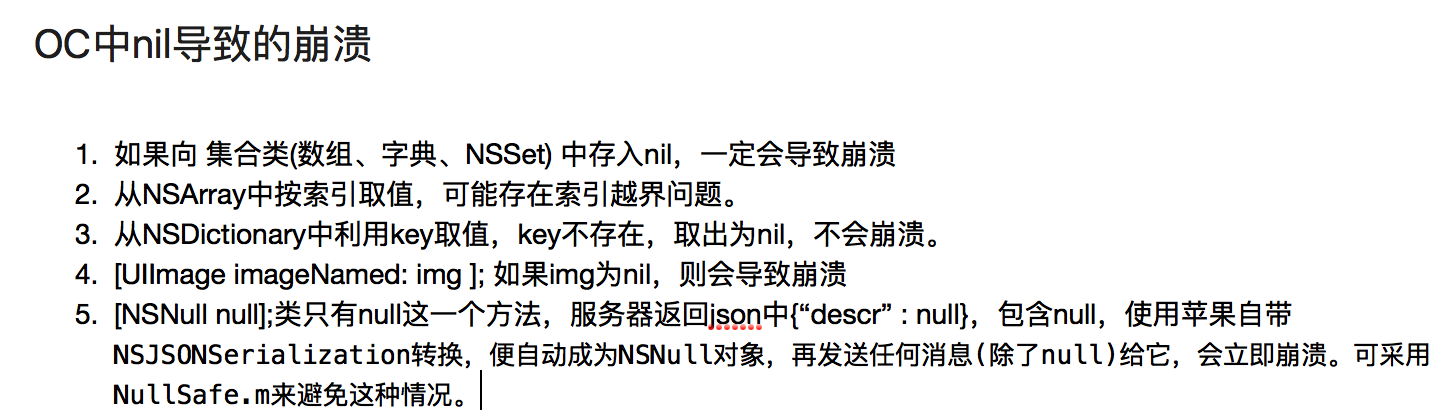 OC中nil导致的崩溃
1. 如果向 集合类(数组、字典、NSSet) 中存入nil，一定会导致崩溃
2. 从NSArray中按索引取值，可能存在索引越界问题。
3. 从NSDictionary中利用key取值，key不存在，取出为nil，不会崩溃。
4. [UIImage imageNamed: img ]; 如果img为nil，则会导致崩溃
5. [NSNull null];类只有null这一个方法，服务器返回json中{“descr” : null}，包含null，使用苹果自带
NSJSONSerialization转换，便自动成为NSNull对象，再发送任何消息(除了null)给它，会立即崩溃。可采用
NullSafe.m来避免这种情况。